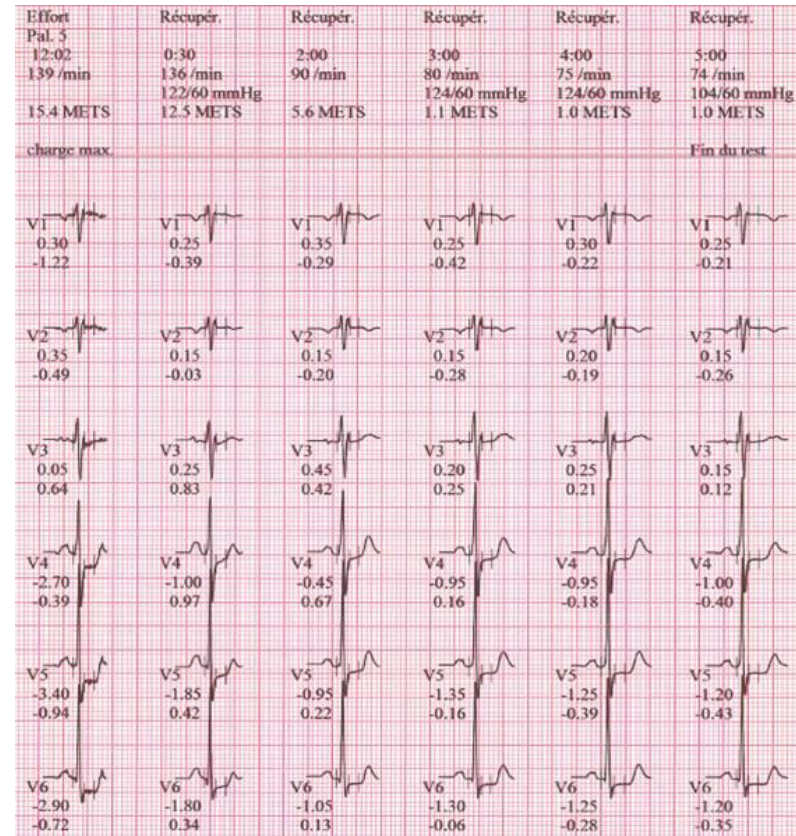 Effort Récupér. Récupér. Récupér. Récupér. Récupér.
Pal. 5
12:02 0:30 2:00 3:00 4:00 5:00
139 /min 136 /min 90 /min 80 /min 75 /min 74 /min
122/60 mmHg 124/60 mmHg 124/60 mmHg 104/60 mmHg
15.4 METS 12.5 METS 5.6 METS 1.1 METS 1.0 METS 1.0 METS
charge max. Fin du test
V1 V1 V1 V1 V1 V1
0.30 0.25 0.35 0.25 0.30 0.25
-1.22 -0.39 -0.29 -0.42 -0.22 -0.21
V2 V2 V2 V2 V2 V2
0.35 0.15 0.15 0.15 0.20 0.15
-0.49 -0.03 -0.20 -0.28 -0.19 -0.26
V3 V3 V3 V3 V3 V3
0.05 0.25 0.45 0.20 0.25 0.15
0.64 0.83 0.42 0.25 0.21 0.12
V4 V4 V4 V4 V4 V4
-2.70 -1.00 -0.45 -0.95 -0.95 -1.00
-0.39 0.97 0.67 0.16 -0.18 -0.40
V5 V5 V5 V5 V5 V5
-3.40 -1.85 -0.95 -1.35 -1.25 -1.20
-0.94 0.42 0.22 -0.16 -0.39 -0.43
V6 V6 V6 V6 V6 V6
-2.90 -1.80 -1.05 -1.30 -1.25 -1.20
-0.72 0.34 0.13 -0.06 -0.28 -0.35